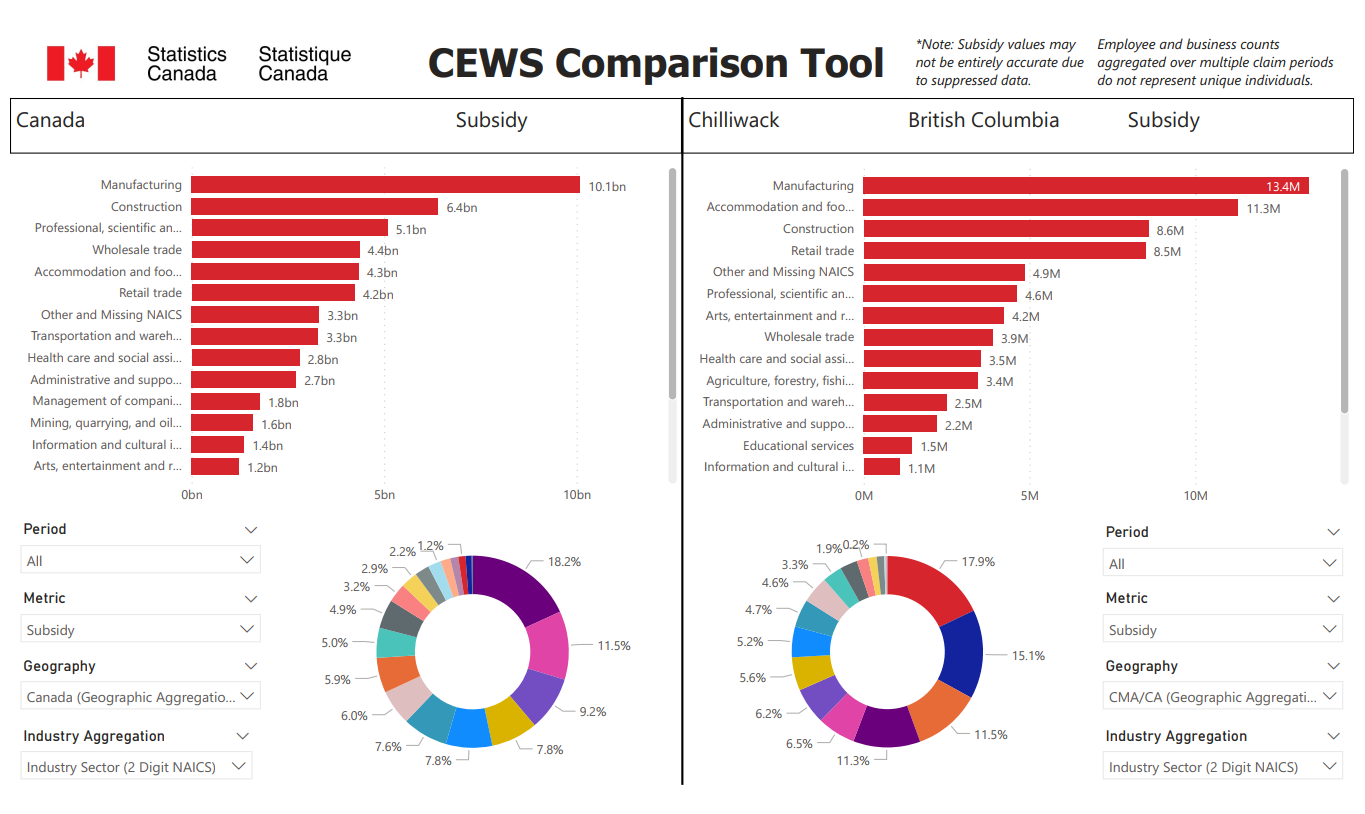 Statistics
Canada
Statistique
Canada
CEWS Comparison Tool
*Note: Subsidy values may
not be entirely accurate due
to suppressed data.
Employee and business counts
aggregated over multiple claim periods
do not represent unique individuals.
Canada Subsidy
Manufacturing 10.1bn
Construction 6.4bn
Professional, scientific an... 5.1bn
Wholesale trade 4.4bn
Accommodation and foo... 4.3bn
Retail trade 4.2bn
Other and Missing NAICS 3.3bn
Transportation and wareh... 3.3bn
Health care and social assi... 2.8bn
Administrative and suppo... 2.7bn
Management of compani... 1.8bn
Mining, quarrying, and oil... 1.6bn
Information and cultural i... 1.4bn
Arts, entertainment and r... 1.2bn
0bn 5bn 10bn
Period
All
Metric
Subsidy
Geography
Canada (Geographic Aggregatio...
Industry Aggregation
Industry Sector (2 Digit NAICS)
18.2%
11.5%
9.2%
7.8%
7.8%
7.6%
6.0%
5.9%
5.0%
4.9%
3.2%
2.9%
2.2%
1.2%
Chilliwack British Columbia Subsidy
Manufacturing 13.4M
Accommodation and foo... 11.3M
Construction 8.6M
Retail trade 8.5M
Other and Missing NAICS 4.9M
Professional, scientific an... 4.6M
Arts, entertainment and r... 4.2M
Wholesale trade 3.9M
Health care and social assi... 3.5M
Agriculture, forestry, fishi... 3.4M
Transportation and wareh... 2.5M
Administrative and suppo... 2.2M
Educational services 1.5M
Information and cultural i... 1.1M
0M 5M 10M
17.9%
15.1%
11.5%
11.3%
6.5%
6.2%
5.6%
5.2%
4.7%
4.6%
3.3%
1.9%
0.2%
Period
All
Metric
Subsidy
Geography
CMA/CA (Geographic Aggregati...
Industry Aggregation
Industry Sector (2 Digit NAICS)